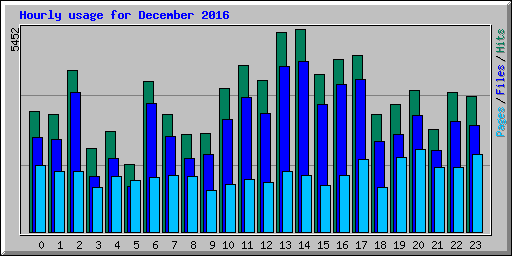 Hourly usage for December 2016
5452
Pages/Files/Hits
0 1 2 3 4 5 6 7 8 9 10 11 12 13 14 15 16 17 18 19 20 21 22 23